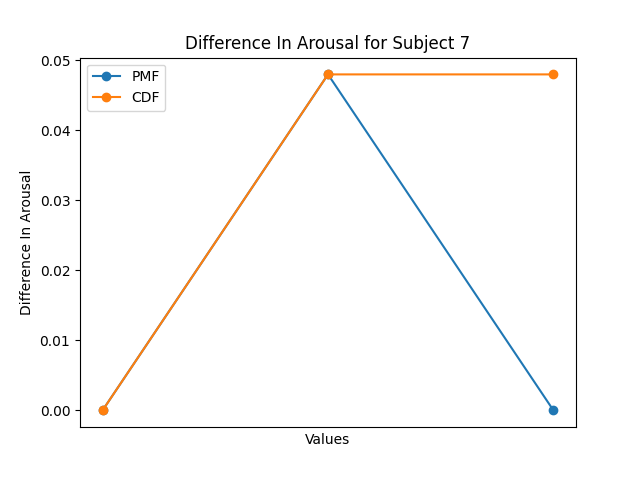 Difference In Arousal for Subject 7
PMF
CDF
0.05
0.04
0.03
0.02
0.01
0.00
Difference In Arousal
Values